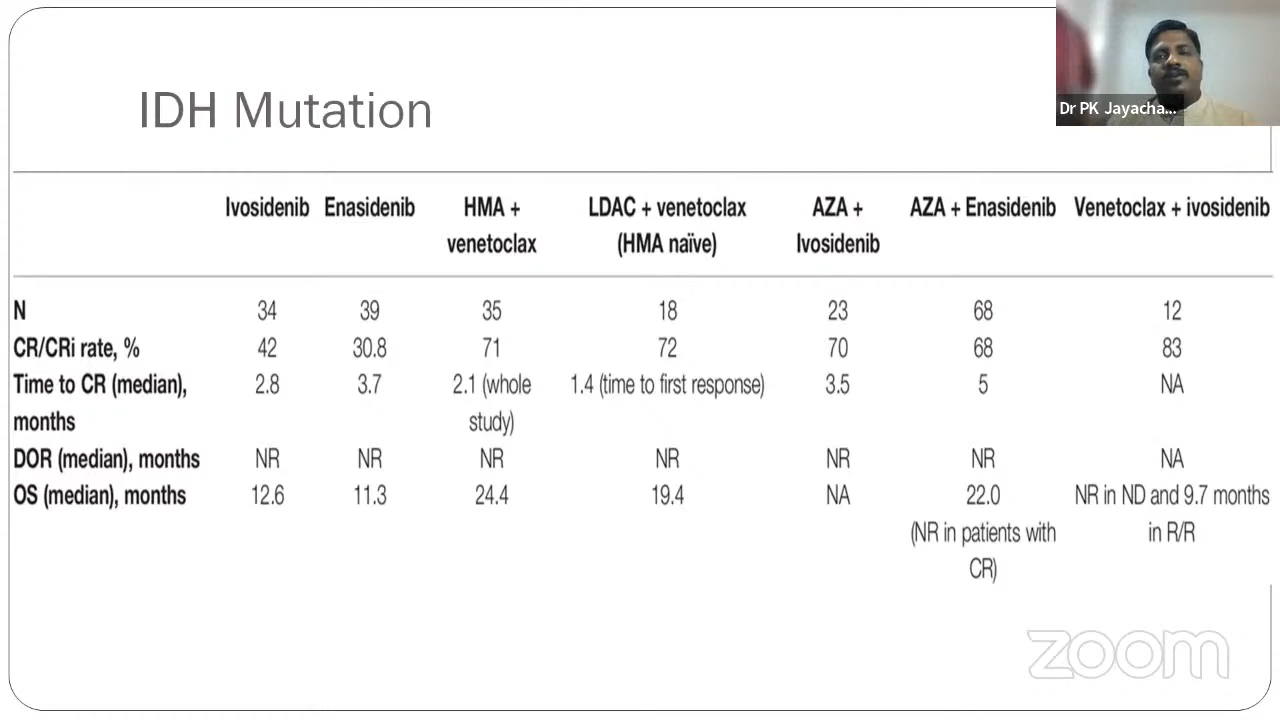 IDH Mutation
Dr PK Jayacha...
Ivosidenib Enasidenib HMA + LDAC + venetoclax AZA + AZA + Enasidenib Venetoclax + ivosidenib
venetoclax (HMA naïve) Ivosidenib
N 34 39 35 18 23 68 12
CR/CRi rate, % 42 30.8 71 72 70 68 83
Time to CR (median), 2.8 3.7 2.1 (whole 1.4 (time to first response) 3.5 5 NA
months study)
DOR (median), months NR NR NR NR NR NR NA
OS (median), months 12.6 11.3 24.4 19.4 NA 22.0 NR in ND and 9.7 months
(NR in patients with in R/R
CR)
zoom